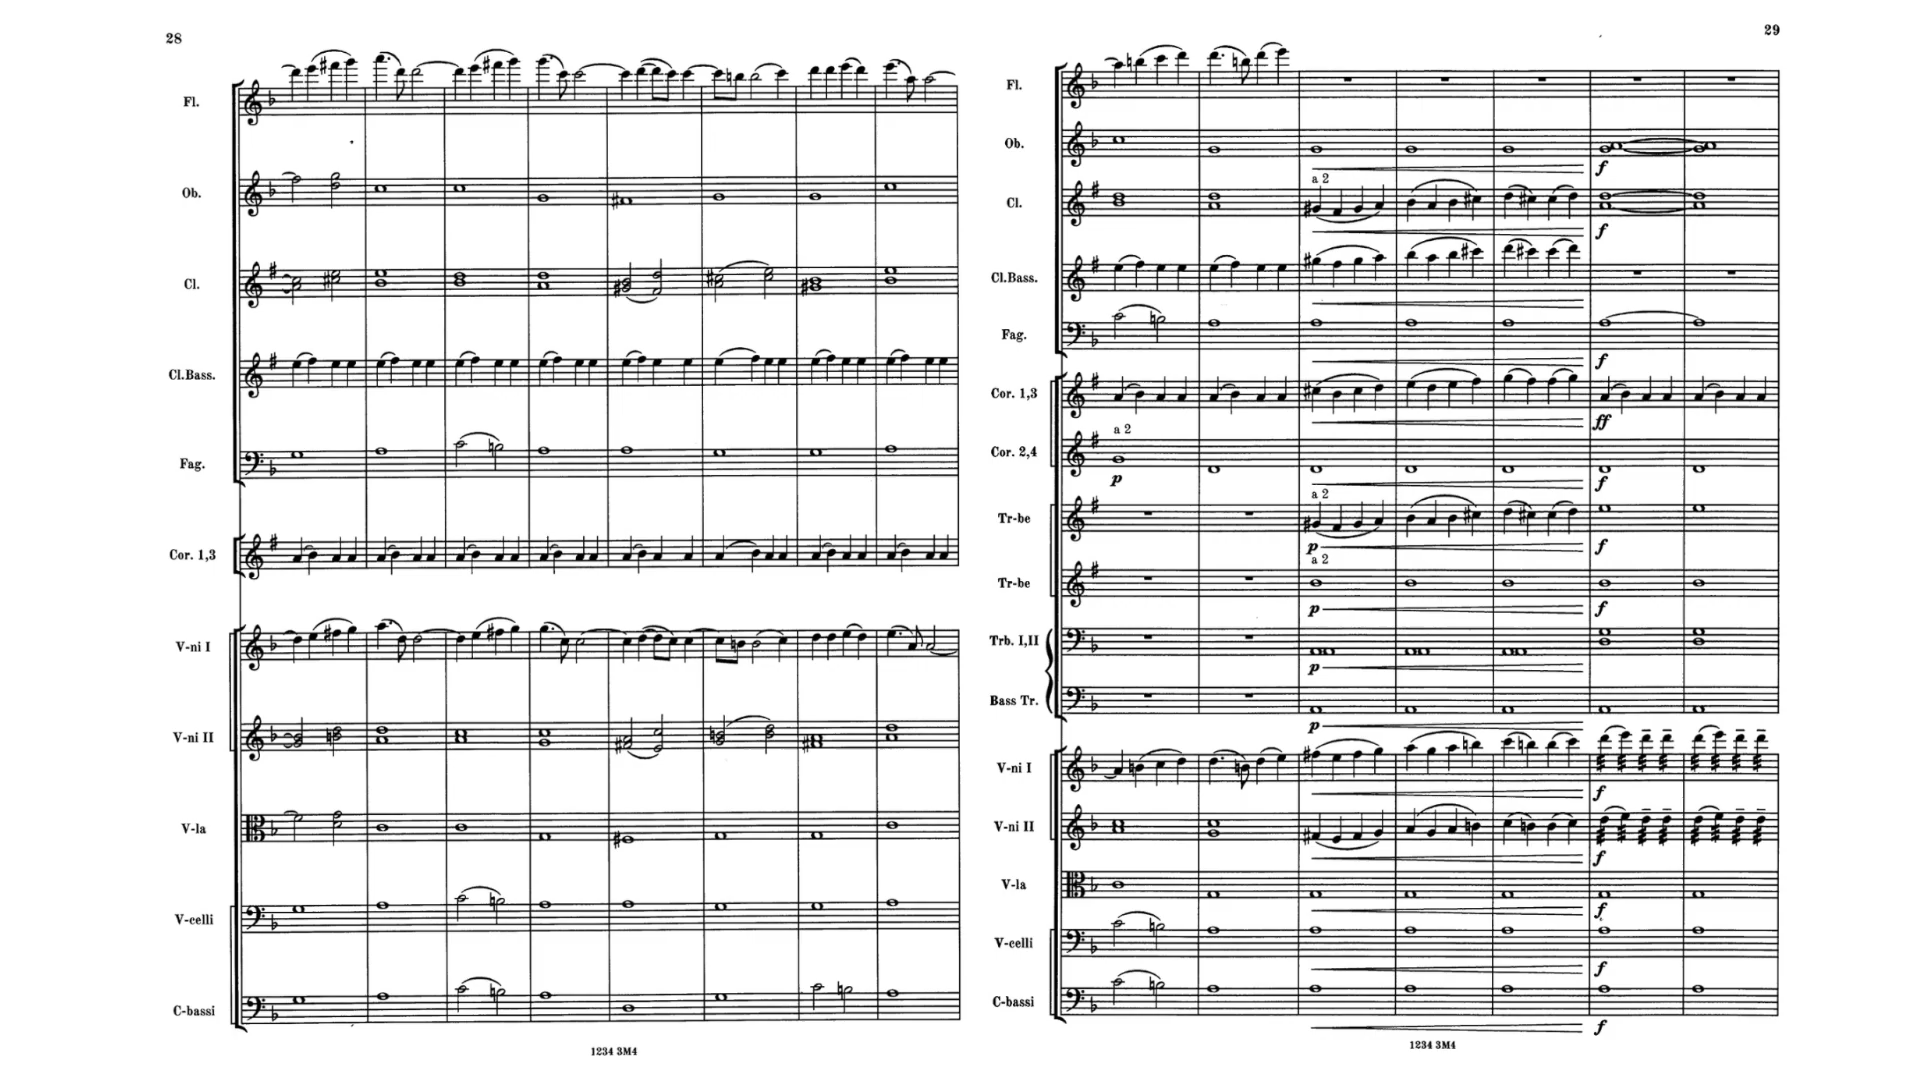 28
Fl.
Ob.
Cl.
Cl.Bass.
Fag.
Cor. 1,3
V-ni I
V-ni II
V-la
V-celli
C-bassi
1234 3M4
29
Fl.
Ob.
f
a 2
Cl.
f
Cl.Bass.
Fag.
f
Cor. 1,3
ff
a 2
Cor. 2,4
p
f
a 2
Tr-be
p
f
a 2
Tr-be
p
f
Trb. I,II
p
Bass Tr.
p
V-ni I
f
V-ni II
f
V-la
f
V-celli
f
C-bassi
f
1234 3M4